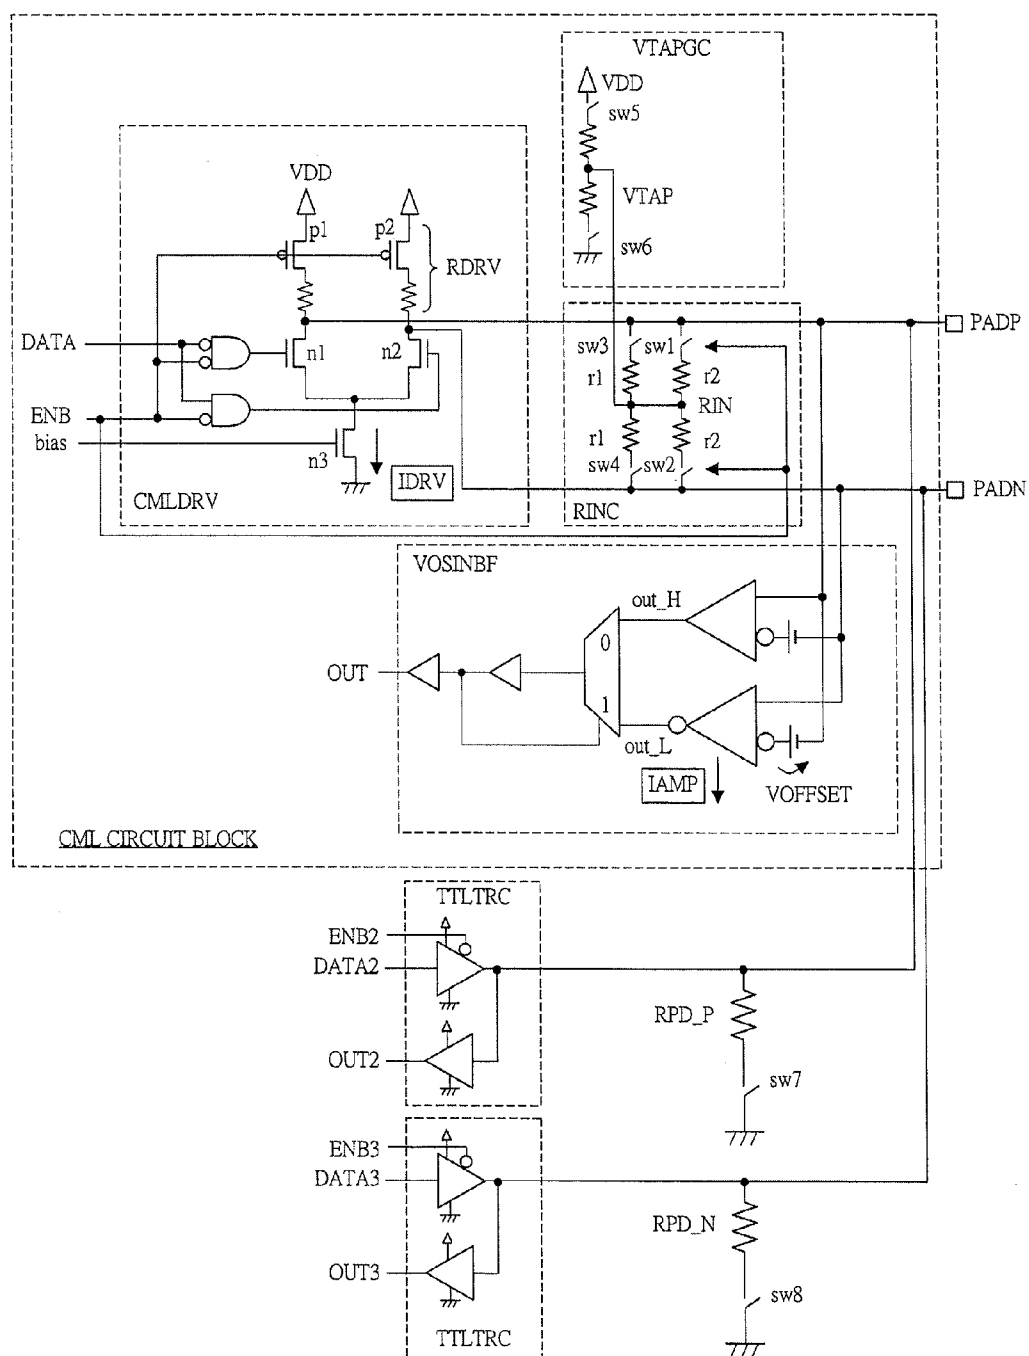 VTAPGC
VDD
sw5
VTAP
sw6
VDD
p1
p2
RDRV
DATA
n1
n2
ENB
bias
n3
IDRV
CMLDRV
PADP
sw3
sw1
r1
r2
RIN
r1
r2
sw4
sw2
RINC
PADN
VOSINBF
out_H
0
OUT
1
out_L
IAMP
VOFFSET
CML CIRCUIT BLOCK
TTLTRC
ENB2
DATA2
RPD_P
OUT2
sw7
ENB3
DATA3
RPD_N
OUT3
sw8
TTLTRC